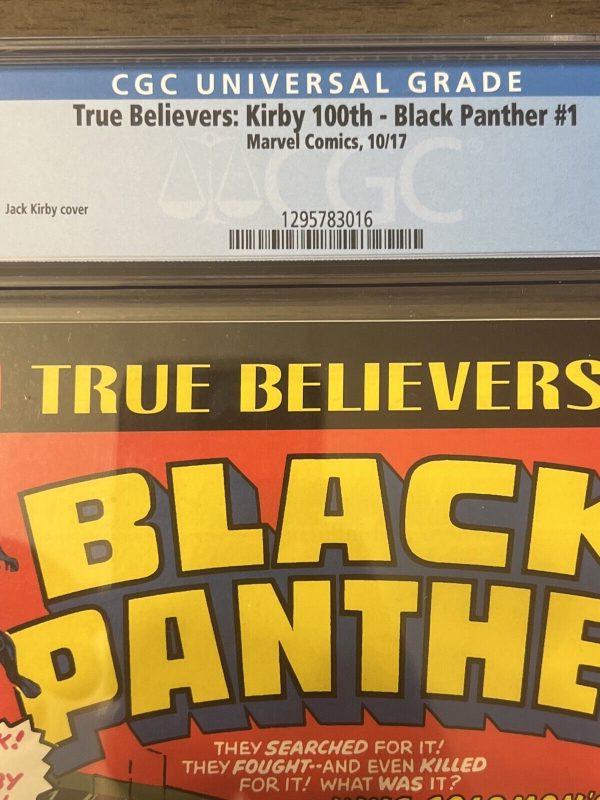 CGC UNIVERSAL GRADE
True Believers: Kirby 100th - Black Panther #1
Marvel Comics, 10/17
CGC
Jack Kirby cover
1295783016
TRUE BELIEVERS
BLACK
PANTHE
THEY SEARCHED FOR IT!
THEY FOUGHT--AND EVEN KILLED
FOR IT! WHAT WAS IT?